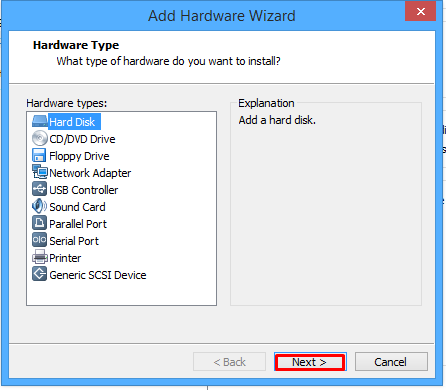 Add Hardware Wizard
Hardware Type
What type of hardware do you want to install?
Hardware types:
Hard Disk
CD/DVD Drive
Floppy Drive
Network Adapter
USB Controller
Sound Card
Parallel Port
Serial Port
Printer
Generic SCSI Device
Explanation
Add a hard disk.
< Back
Next >
Cancel